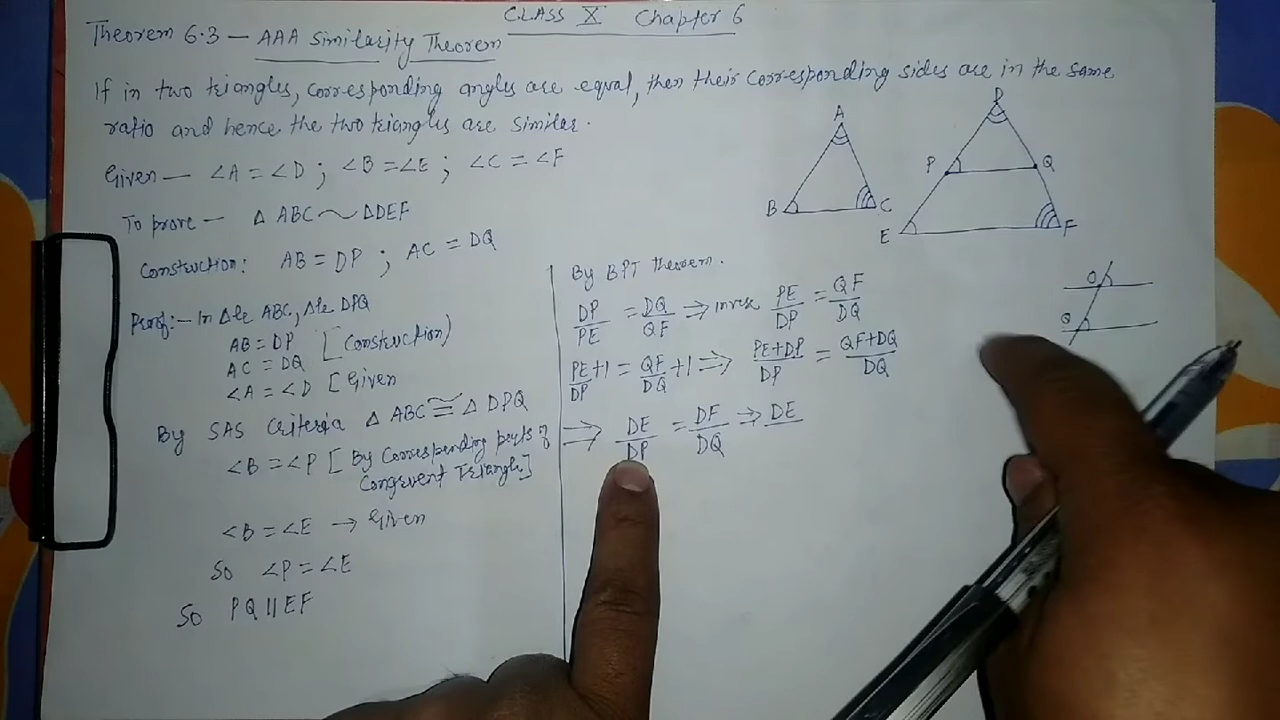 CLASS X Chapter 6
Theorem 6.3 — AAA Similarity Theorem
If in two triangles, corresponding angles are equal, then their corresponding sides are in the same
ratio and hence the two triangles are similar.
Given — ∠A = ∠D ; ∠B = ∠E ; ∠C = ∠F
To prove — Δ ABC ~ ΔDEF
Construction: AB = DP ; AC = DQ
Proof:- In Δle ABC, Δle DPQ
AB = DP [Construction)
AC = DQ
∠A = ∠D [Given
By SAS Criteria Δ ABC ≅ Δ DPQ
∠B = ∠P [By Corresponding parts of
Congruent Triangles]
∠B = ∠E → Given
So ∠P = ∠E
So PQ || EF
By BPT theorem.
DP/PE = DQ/QF ⇒ PE/DP = QF/DQ
PE/DP + 1 = QF/DQ + 1 ⇒ PE+DP/DP = QF+DQ/DQ
⇒ DE/DP = DF/DQ ⇒ DE
A
B
C
D
P
Q
E
F